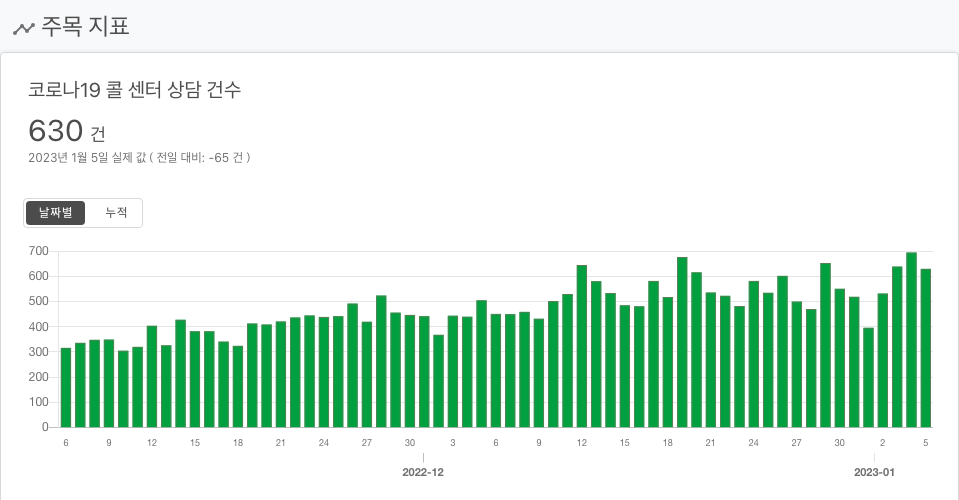 주목 지표
코로나19 콜 센터 상담 건수
630 건
2023년 1월 5일 실제 값 ( 전일 대비: -65 건 )
날짜별 누적
700
600
500
400
300
200
100
0
6 9 12 15 18 21 24 27 30 3 6 9 12 15 18 21 24 27 30 2 5
2022-12 2023-01